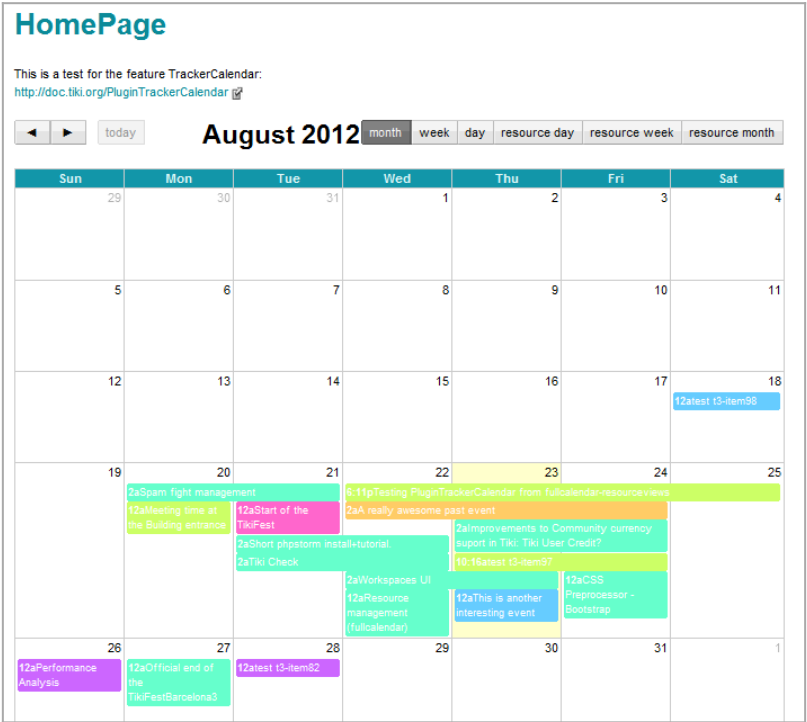 HomePage
This is a test for the feature TrackerCalendar:
http://doc.tiki.org/PluginTrackerCalendar
today August 2012 month week day resource day resource week resource month
Sun Mon Tue Wed Thu Fri Sat
29 30 31 1 2 3 4
5 6 7 8 9 10 11
12 13 14 15 16 17 18
12atest t3-item98
19 20 21 22 23 24 25
2aSpam fight management 6:11pTesting PluginTrackerCalendar from fullcalendar-resourceviews
12aMeeting time at
the Building entrance
12aStart of the
TikiFest
2aA really awesome past event
2aImprovements to Community currency
suport in Tiki: Tiki User Credit?
2aShort phpstorm install+tutorial.
2aTiki Check
10:16atest t3-item97
2aWorkspaces UI
12aCSS
Preprocessor -
Bootstrap
12aResource
management
(fullcalendar)
12aThis is another
interesting event
26 27 28 29 30 31 1
12aPerformance
Analysis
12aOfficial end of
the
TikiFestBarcelona3
12atest t3-item82